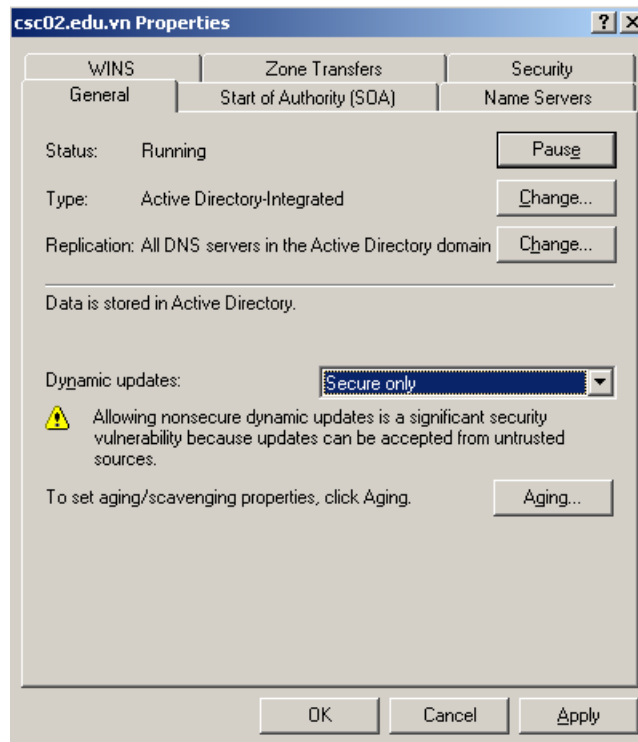 csc02.edu.vn Properties
WINS Zone Transfers Security
General Start of Authority (SOA) Name Servers
Status: Running Pause
Type: Active Directory-Integrated Change...
Replication: All DNS servers in the Active Directory domain Change...
Data is stored in Active Directory.
Dynamic updates: Secure only
Allowing nonsecure dynamic updates is a significant security
vulnerability because updates can be accepted from untrusted
sources.
To set aging/scavenging properties, click Aging. Aging...
OK Cancel Apply